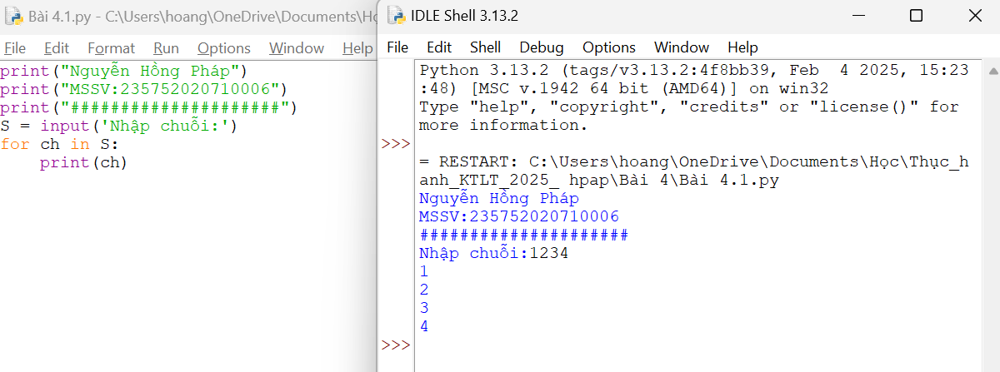 Bài 4.1.py - C:\Users\hoang\OneDrive\Documents\Họ
File Edit Format Run Options Window Help
print("Nguyễn Hồng Pháp")
print("MSSV:235752020710006")
print("#####################")
S = input('Nhập chuỗi:')
for ch in S:
    print(ch)
IDLE Shell 3.13.2
File Edit Shell Debug Options Window Help
Python 3.13.2 (tags/v3.13.2:4f8bb39, Feb  4 2025, 15:23
:48) [MSC v.1942 64 bit (AMD64)] on win32
Type "help", "copyright", "credits" or "license()" for
more information.
>>>
= RESTART: C:\Users\hoang\OneDrive\Documents\Học\Thục_h
anh_KTLT_2025_ hpap\Bài 4\Bài 4.1.py
Nguyễn Hồng Pháp
MSSV:235752020710006
#####################
Nhập chuỗi:1234
1
2
3
4
>>>